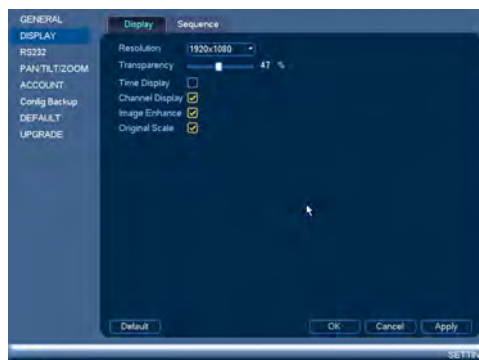 GENERAL
DISPLAY
RS232
PAN/TILT/ZOOM
ACCOUNT
Config Backup
DEFAULT
UPGRADE
Display Sequence
Resolution 1920x1080
Transparency 47 %
Time Display
Channel Display
Image Enhance
Original Scale
Default OK Cancel Apply
SETTIN